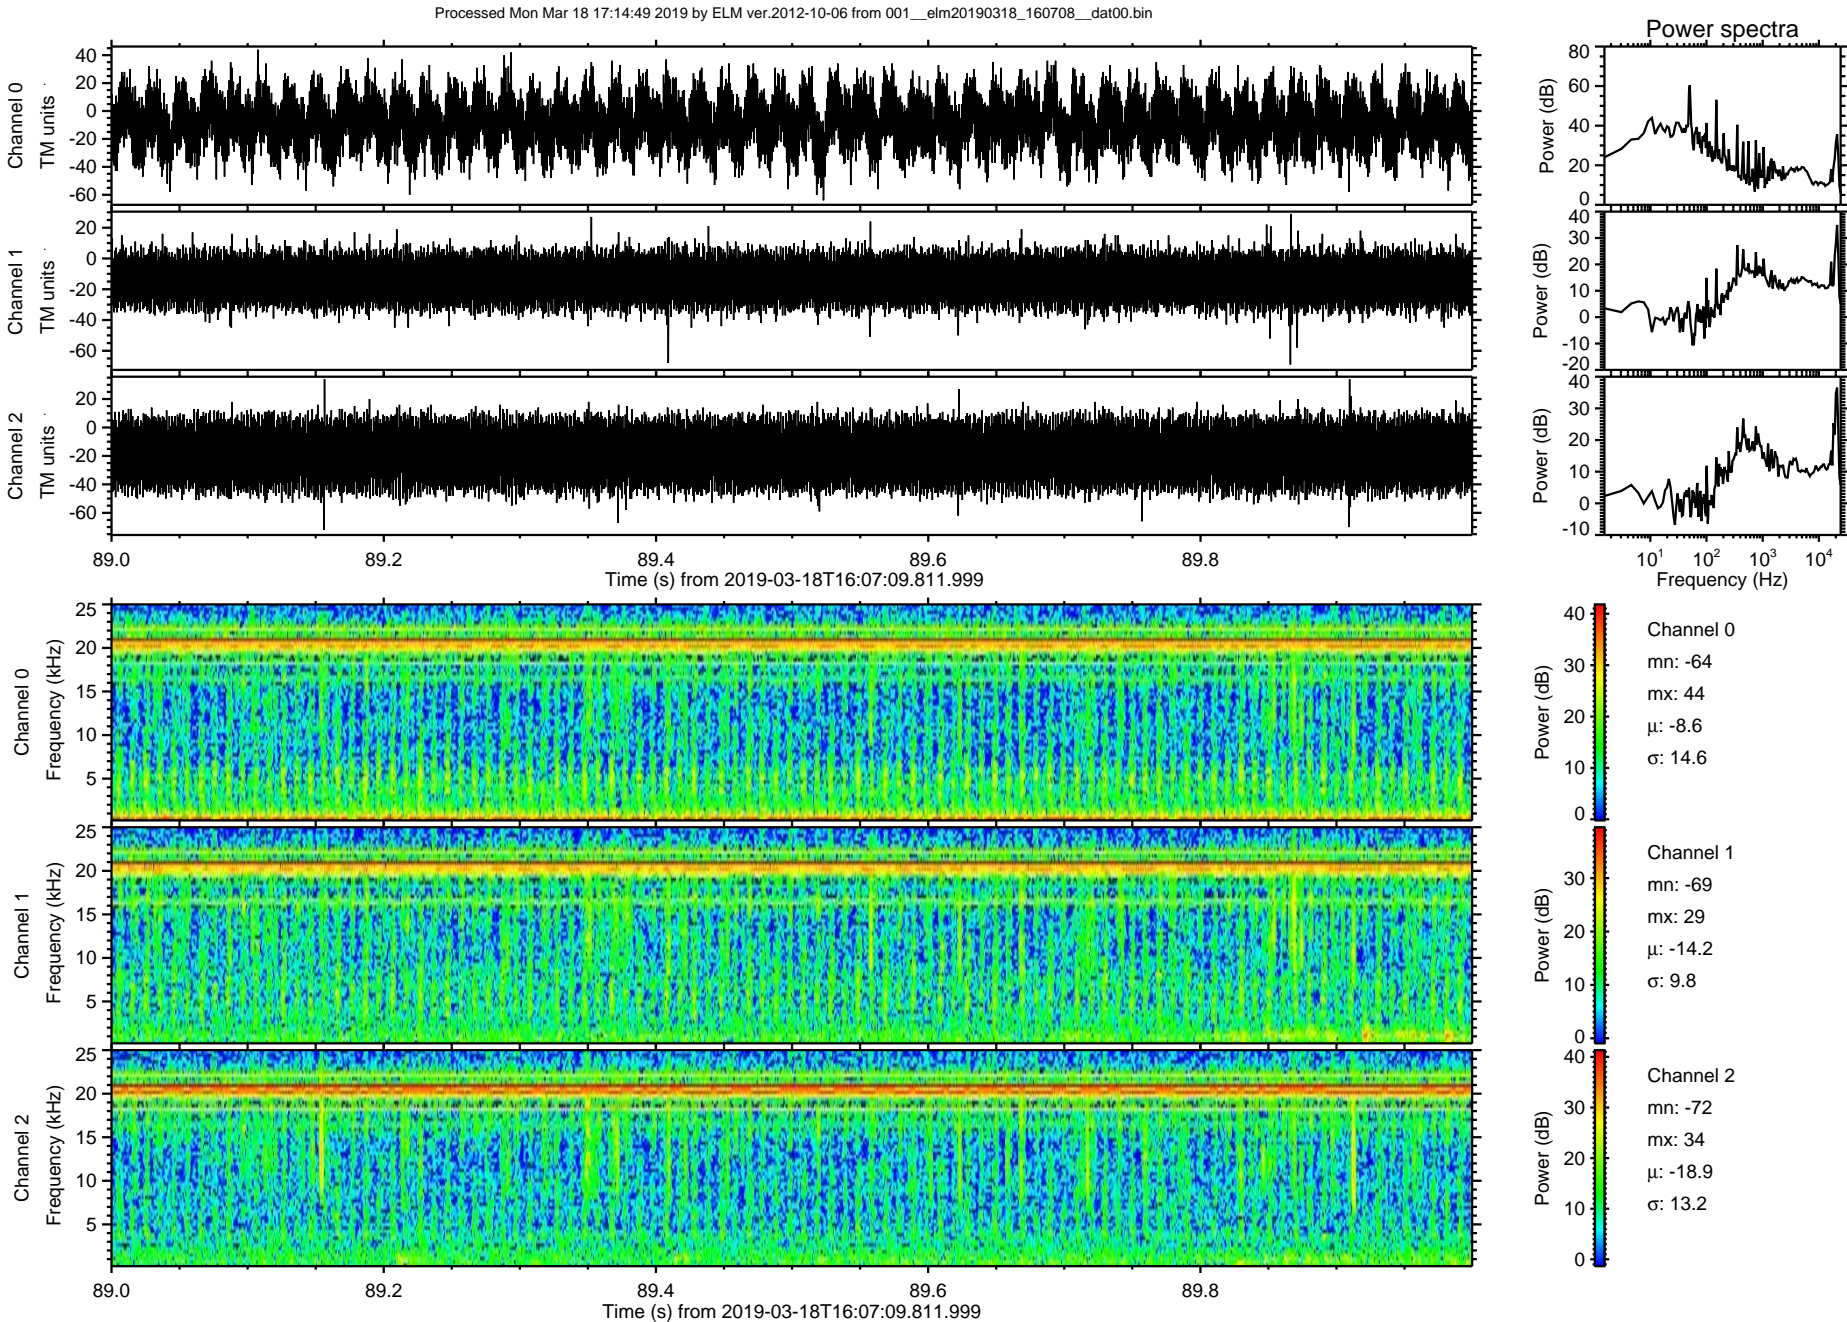 Processed Mon Mar 18 17:14:49 2019 by ELM ver.2012-10-06 from 001__elm20190318_160708__dat00.bin
Power spectra
Channel 0
TM units
40
20
0
-20
-40
-60
Power (dB)
80
60
40
20
0
Channel 1
TM units
20
0
-20
-40
-60
Power (dB)
40
30
20
10
0
-10
-20
Channel 2
TM units
20
0
-20
-40
-60
Power (dB)
40
30
20
10
0
-10
89.0 89.2 89.4 89.6 89.8
Time (s) from 2019-03-18T16:07:09.811.999
10¹ 10² 10³ 10⁴
Frequency (Hz)
Channel 0
Frequency (kHz)
25
20
15
10
5
Power (dB)
40
30
20
10
0
Channel 0
mn: -64
mx: 44
μ: -8.6
σ: 14.6
Channel 1
Frequency (kHz)
25
20
15
10
5
Power (dB)
30
20
10
0
Channel 1
mn: -69
mx: 29
μ: -14.2
σ: 9.8
Channel 2
Frequency (kHz)
25
20
15
10
5
Power (dB)
40
30
20
10
0
Channel 2
mn: -72
mx: 34
μ: -18.9
σ: 13.2
89.0 89.2 89.4 89.6 89.8
Time (s) from 2019-03-18T16:07:09.811.999